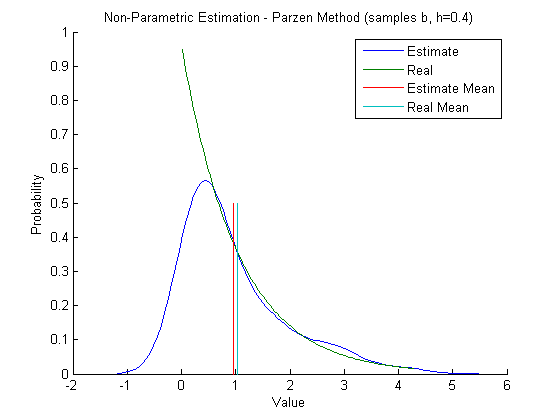 Non-Parametric Estimation - Parzen Method (samples b, h=0.4)
1
0.9
0.8
0.7
0.6
0.5
0.4
0.3
0.2
0.1
0
Probability
Estimate
Real
Estimate Mean
Real Mean
-2 -1 0 1 2 3 4 5 6
Value